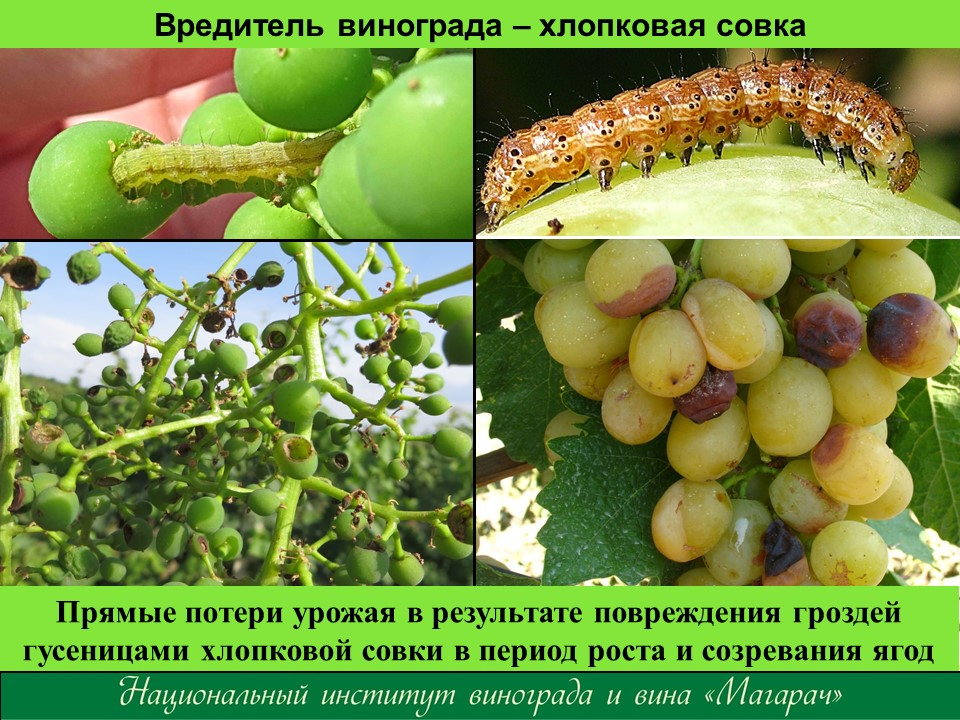 Вредитель винограда – хлопковая совка
Прямые потери урожая в результате повреждения гроздей
гусеницами хлопковой совки в период роста и созревания ягод
Национальный институт винограда и вина «Магарач»